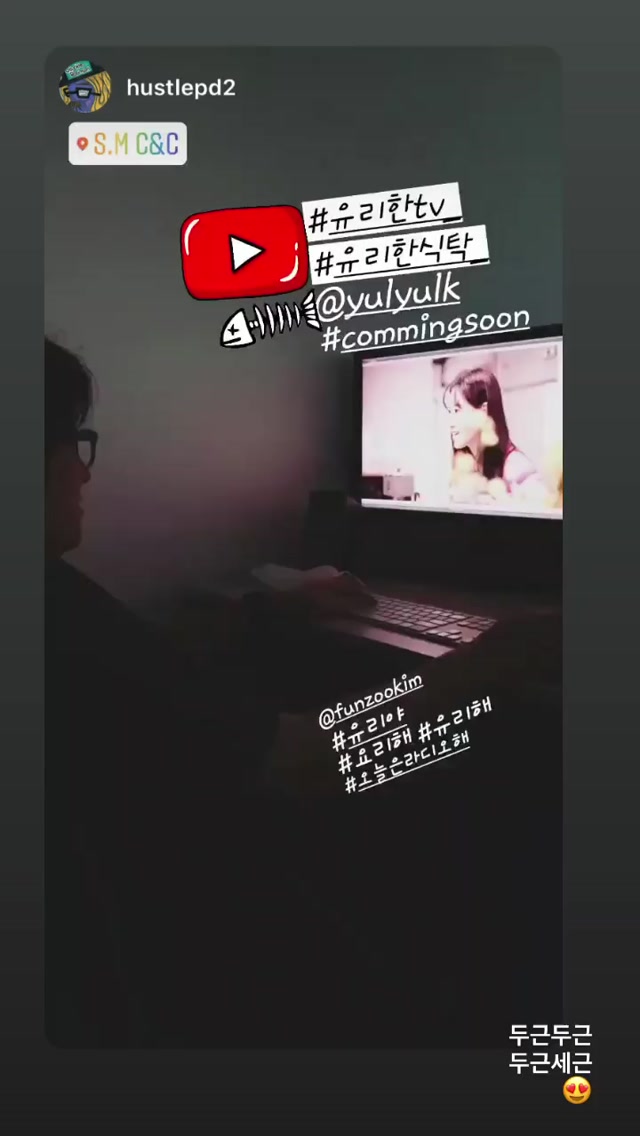 hustlepd2
S.M C&C
#유리한tv_
#유리한식탁_
@yulyulk
#commingsoon
@funzookim
#유리야
#요리해 #유리해
#오늘은라디오해
두근두근
두근세근